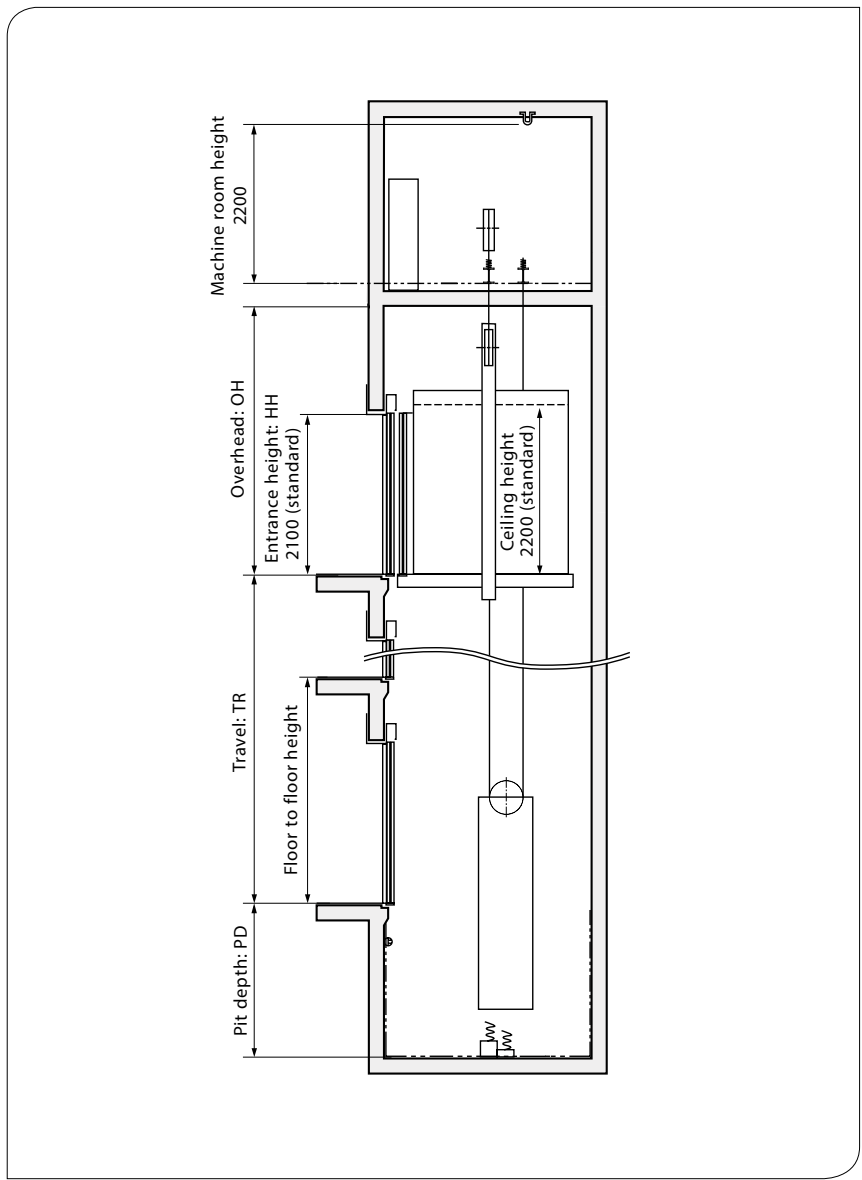 Machine room height
2200
Overhead: OH
Entrance height: HH
2100 (standard)
Ceiling height
2200 (standard)
Travel: TR
Floor to floor height
Pit depth: PD